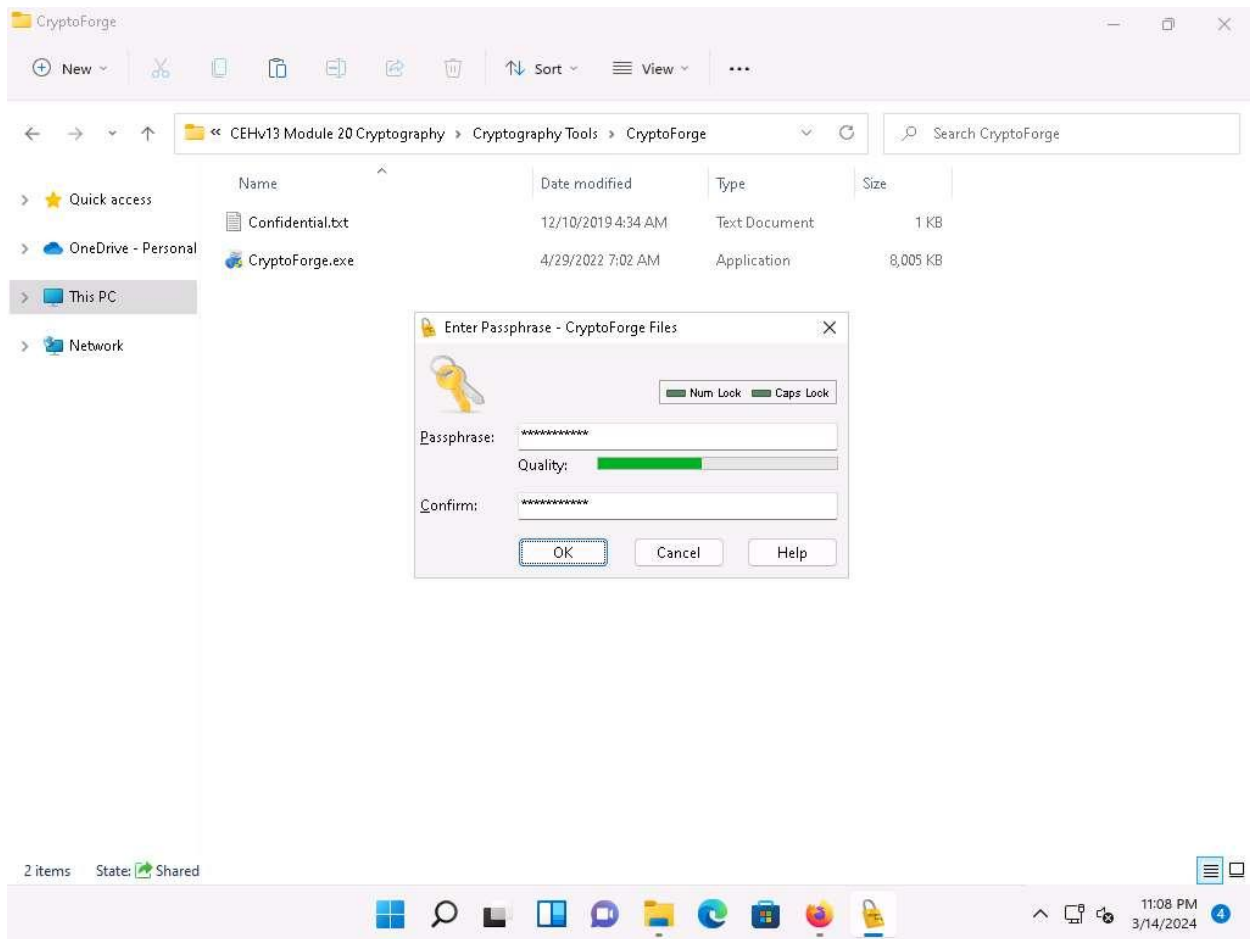 CryptoForge
New
Sort
View
« CEHv13 Module 20 Cryptography > Cryptography Tools > CryptoForge
Search CryptoForge
Name Date modified Type Size
Quick access
OneDrive - Personal
This PC
Network
Confidential.txt 12/10/2019 4:34 AM Text Document 1 KB
CryptoForge.exe 4/29/2022 7:02 AM Application 8,005 KB
Enter Passphrase - CryptoForge Files
Num Lock Caps Lock
Passphrase: ***********
Quality:
Confirm: ***********
OK Cancel Help
2 items State: Shared
11:08 PM
3/14/2024
4